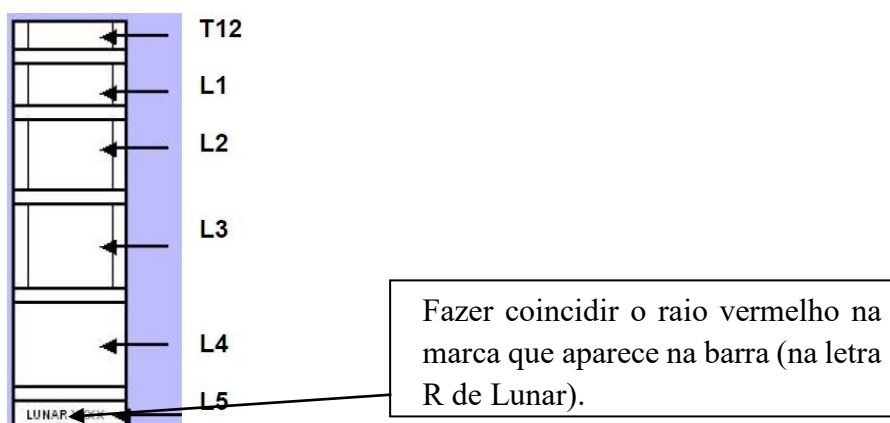 T12
L1
L2
L3
L4
L5
LUNAR
Fazer coincidir o raio vermelho na
marca que aparece na barra (na letra
R de Lunar).